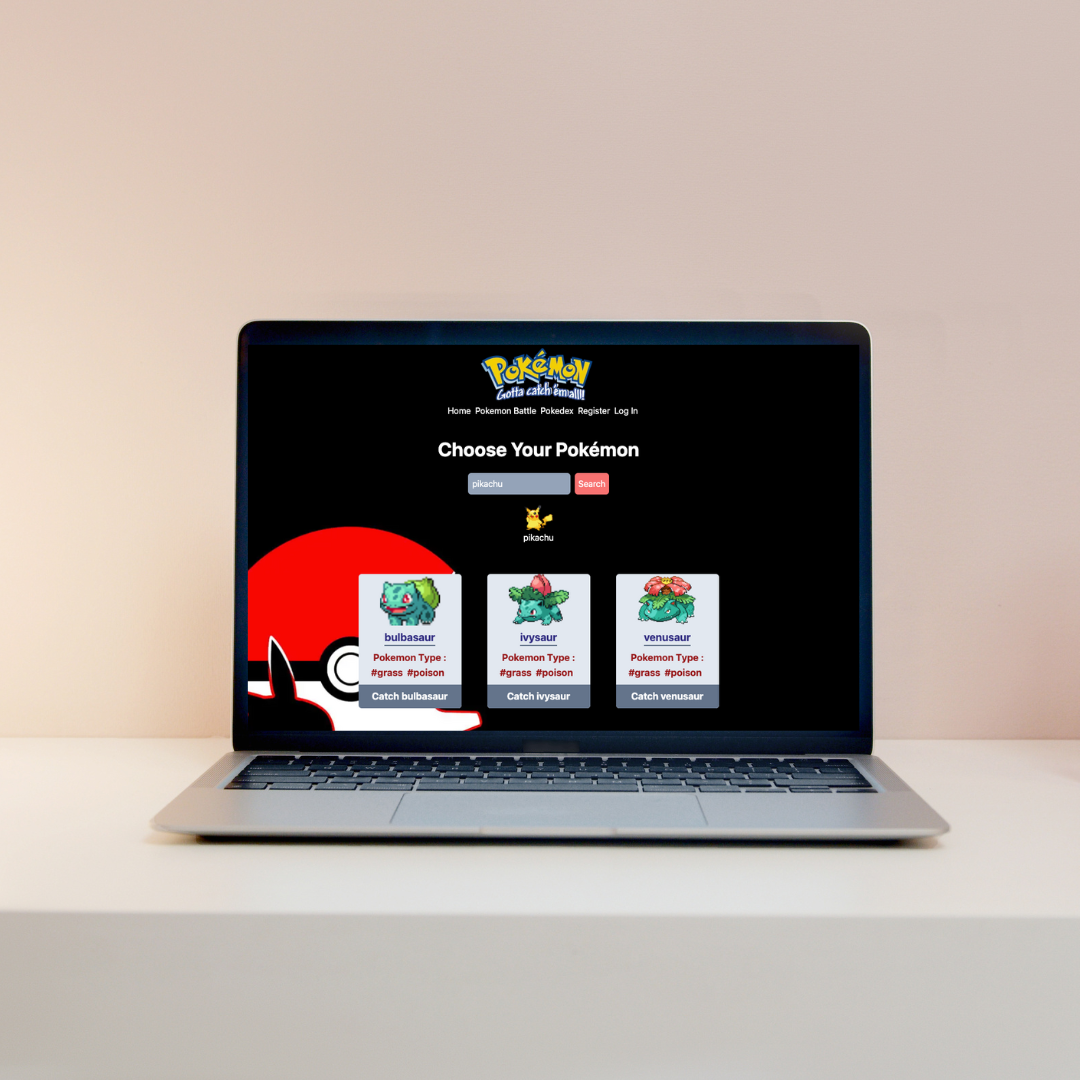 POKéMON
Gotta catch 'em all!
Home Pokemon Battle Pokedex Register Log In
Choose Your Pokémon
pikachu Search
pikachu
bulbasaur
Pokemon Type :
#grass #poison
Catch bulbasaur
ivysaur
Pokemon Type :
#grass #poison
Catch ivysaur
venusaur
Pokemon Type :
#grass #poison
Catch venusaur